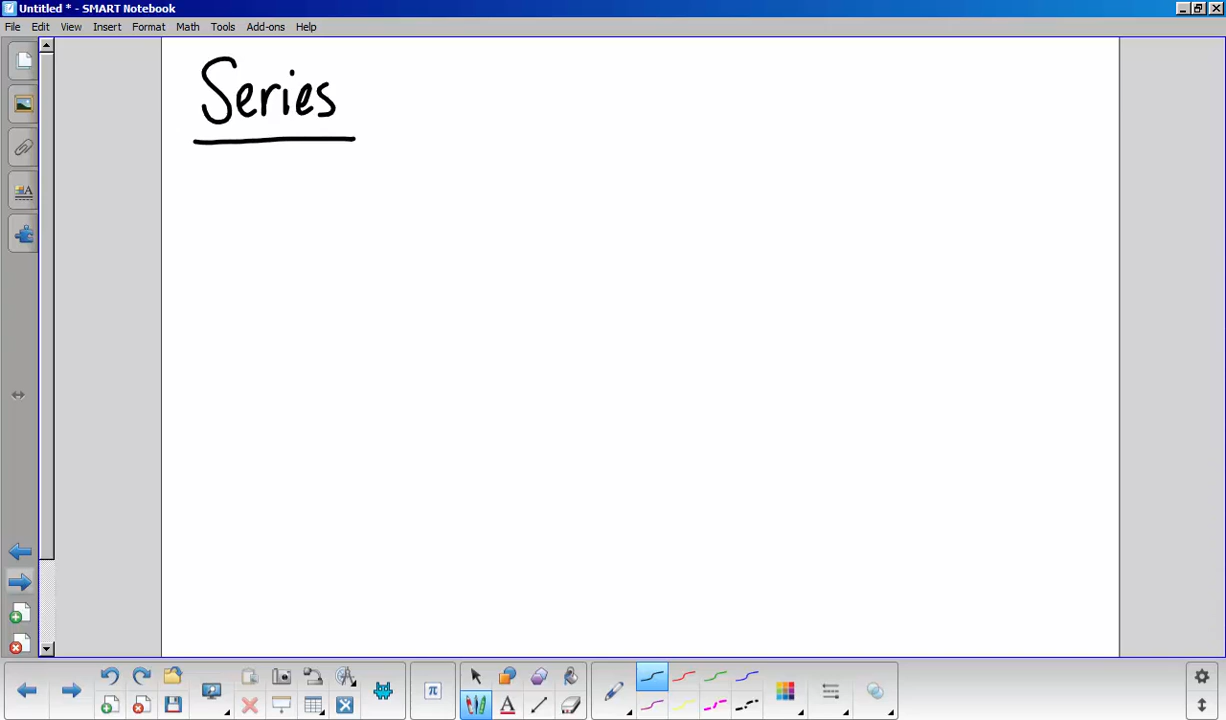 Untitled * - SMART Notebook
File Edit View Insert Format Math Tools Add-ons Help
Series